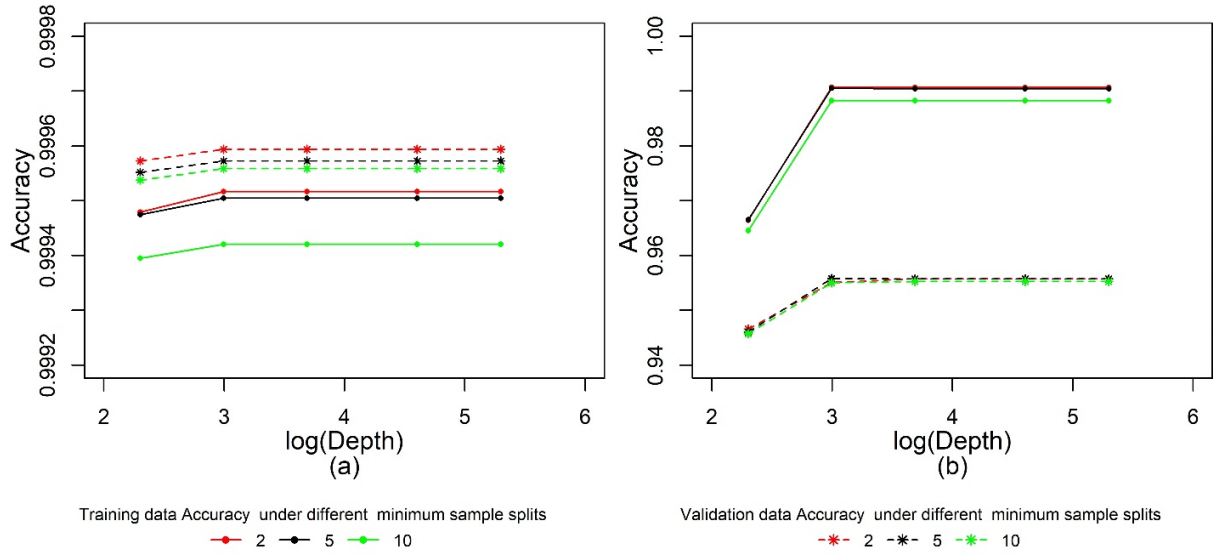 0.9998
0.9996
0.9994
0.9992
Accuracy
2 3 4 5 6
log(Depth)
(a)
1.00
0.98
0.96
0.94
Accuracy
2 3 4 5 6
log(Depth)
(b)
Training data Accuracy under different minimum sample splits
2 5 10
Validation data Accuracy under different minimum sample splits
2 5 10